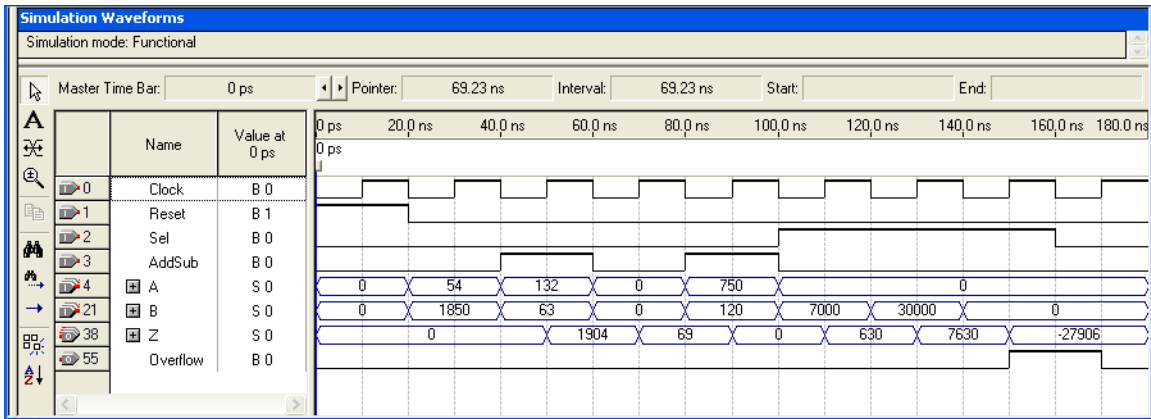 Simulation Waveforms
Simulation mode: Functional
Master Time Bar: 0 ps Pointer: 69.23 ns Interval: 69.23 ns Start: End:
Name Value at 0 ps
0 ps 20.0 ns 40.0 ns 60.0 ns 80.0 ns 100.0 ns 120.0 ns 140.0 ns 160.0 ns 180.0 ns
0 ps
0 Clock B 0
1 Reset B 1
2 Sel B 0
3 AddSub B 0
4 A S 0 0 54 132 0 750 0
21 B S 0 0 1850 63 0 120 7000 30000 0
38 Z S 0 0 1904 69 0 630 7630 -27906
55 Overflow B 0